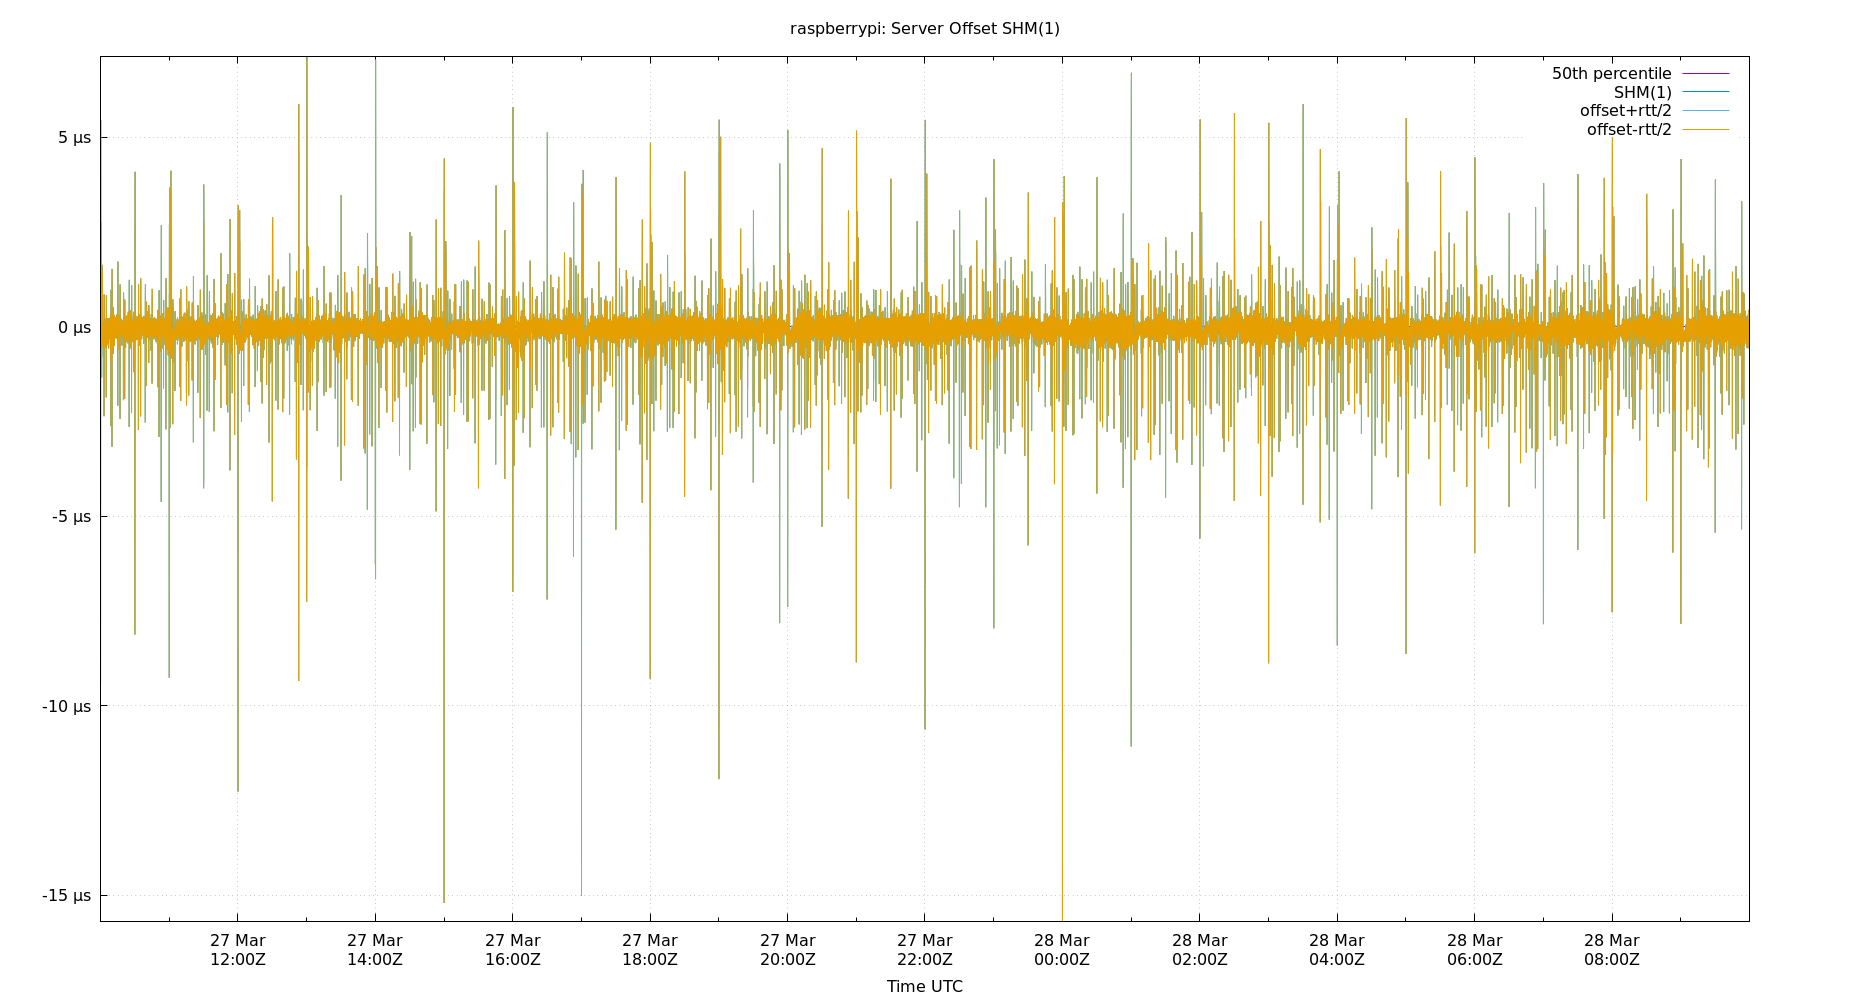 raspberrypi: Server Offset SHM(1)
50th percentile
SHM(1)
offset+rtt/2
offset-rtt/2
5 µs
0 µs
-5 µs
-10 µs
-15 µs
27 Mar 27 Mar 27 Mar 27 Mar 27 Mar 27 Mar 28 Mar 28 Mar 28 Mar 28 Mar 28 Mar
12:00Z 14:00Z 16:00Z 18:00Z 20:00Z 22:00Z 00:00Z 02:00Z 04:00Z 06:00Z 08:00Z
Time UTC